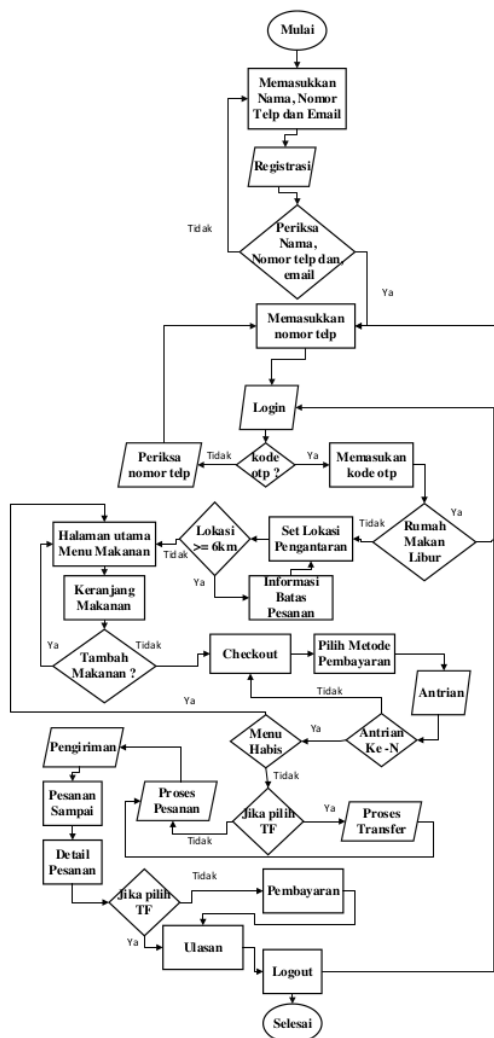 Mulai
Memasukkan
Nama, Nomor
Telp dan Email
Registrasi
Tidak
Periksa
Nama,
Nomor telp dan,
email
Ya
Memasukkan
nomor telp
Login
Periksa
nomor telp
Tidak
kode
otp ?
Ya
Memasukan
kode otp
Halaman utama
Menu Makanan
Tidak
Lokasi
>= 6km
Ya
Set Lokasi
Pengantaran
Tidak
Rumah
Makan
Libur
Ya
Informasi
Batas
Pesanan
Keranjang
Makanan
Ya
Tambah
Makanan ?
Tidak
Checkout
Pilih Metode
Pembayaran
Antrian
Tidak
Antrian
Ke -N
Ya
Menu
Habis
Ya
Tidak
Pengiriman
Pesanan
Sampai
Proses
Pesanan
Tidak
Jika pilih
TF
Ya
Proses
Transfer
Detail
Pesanan
Jika pilih
TF
Tidak
Pembayaran
Ya
Ulasan
Logout
Selesai